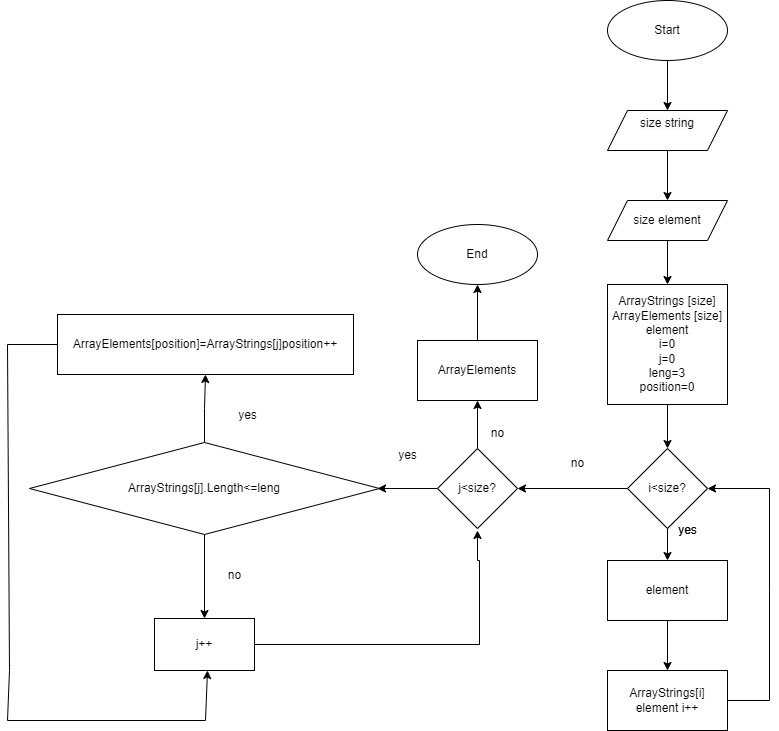 Start
size string
size element
ArrayStrings [size]
ArrayElements [size]
element
i=0
j=0
leng=3
position=0
i<size?
yes
element
ArrayStrings[i]
element i++
no
j<size?
no
ArrayElements
End
yes
ArrayStrings[j].Length<=leng
yes
ArrayElements[position]=ArrayStrings[j]position++
no
j++